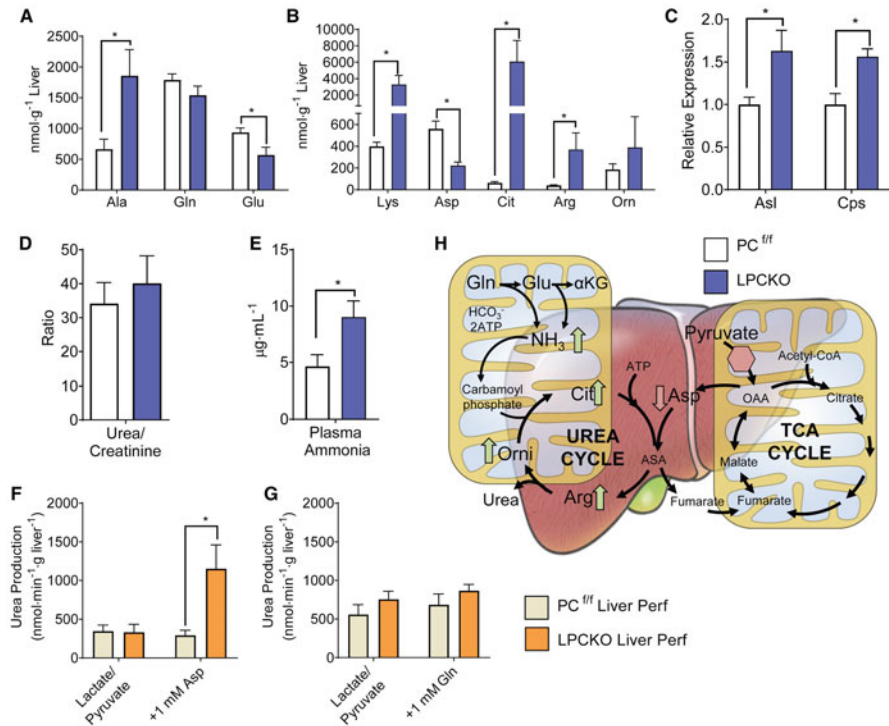 A
nmol·g⁻¹ Liver
2500
2000
1500
1000
500
0
*
*
Ala Gln Glu
B
nmol·g⁻¹ Liver
10000
8000
6000
4000
2000
600
400
200
0
*
*
*
*
Lys Asp Cit Arg Orn
C
Relative Expression
2.0
1.5
1.0
0.5
0.0
*
*
Asl Cps
D
Ratio
50
40
30
20
10
0
Urea/
Creatinine
E
µg·mL⁻¹
15
10
5
0
*
Plasma
Ammonia
H
PC f/f
LPCKO
Gln Glu αKG
HCO₃⁻
2ATP
NH₃
Carbamoyl
phosphate
Cit
Orni
Urea
Arg
UREA
CYCLE
ATP
Asp
ASA
Fumarate
Pyruvate
Acetyl-CoA
OAA
Citrate
TCA
CYCLE
Malate
Fumarate
F
Urea Production
(nmol·min⁻¹·g liver⁻¹)
2000
1500
1000
500
0
*
Lactate/
Pyruvate
+1 mM Asp
G
Urea Production
(nmol·min⁻¹·g liver⁻¹)
2000
1500
1000
500
0
Lactate/
Pyruvate
+1 mM Gln
PC f/f Liver Perf
LPCKO Liver Perf